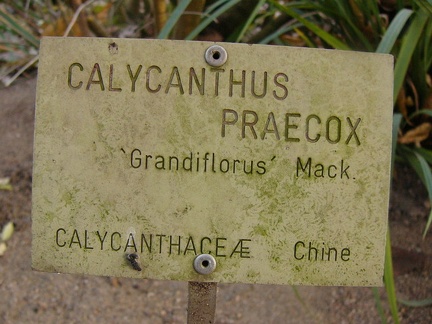 CALYCANTHUS
PRAECOX
`Grandiflorus´ Mack.
CALYCANTHACEÆ Chine